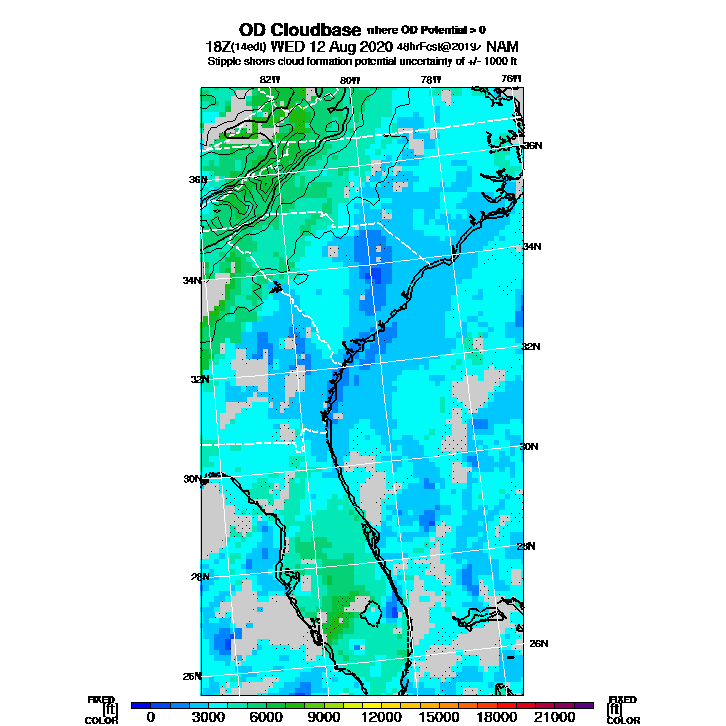 OD Cloudbase where OD Potential > 0
18Z(14edt) WED 12 Aug 2020 48hrFcst@2019z NAM
Stipple shows cloud formation potential uncertainty of +/- 1000 ft
82W 80W 78W 76W
36N
36N
34N
34N
32N
32N
30N
30N
28N
28N
26N
26N
FIXED FIXED
[ft] [ft]
COLOR COLOR
0 3000 6000 9000 12000 15000 18000 21000